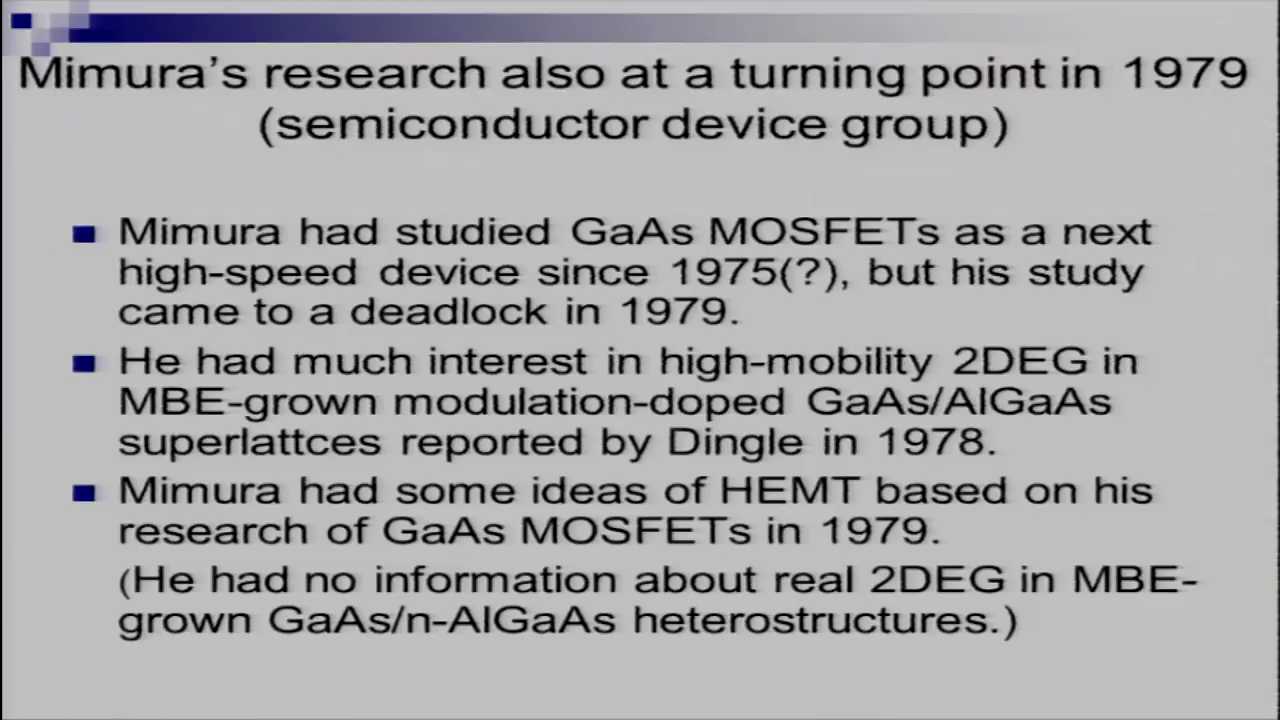 Mimura's research also at a turning point in 1979
(semiconductor device group)
Mimura had studied GaAs MOSFETs as a next
high-speed device since 1975(?), but his study
came to a deadlock in 1979.
He had much interest in high-mobility 2DEG in
MBE-grown modulation-doped GaAs/AlGaAs
superlattces reported by Dingle in 1978.
Mimura had some ideas of HEMT based on his
research of GaAs MOSFETs in 1979.
(He had no information about real 2DEG in MBE-
grown GaAs/n-AlGaAs heterostructures.)